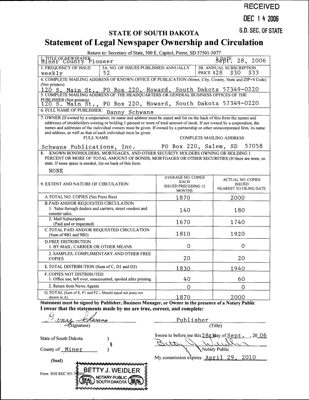 RECEIVED
DEC 14 2006
S.D. SEC. OF STATE
STATE OF SOUTH DAKOTA
Statement of Legal Newspaper Ownership and Circulation
Return to: Secretary of State, 500 E. Capitol, Pierre, SD 57501-5077
1. TITLE OF NEWSPAPER
Miner County Pioneer
2. DATE
Sept. 28, 2006
3. FREQUENCY OF ISSUE
weekly
3A. NO. OF ISSUES PUBLISHED ANNUALLY
52
3B. ANNUAL SUBSCRIPTION
PRICE $28 $30 $33
4. COMPLETE MAILING ADDRESS OF KNOWN OFFICE OF PUBLICATION (Street, City, County, State and ZIP+4 Code)
(Not printers)
120 S. Main St., PO Box 220, Howard, South Dakota 57349-0220
5. COMPLETE MAILING ADDRESS OF THE HEADQUARTERS OR GENERAL BUSINESS OFFICES OF THE
PUBLISHER (Not printers)
120 S. Main St., PO Box 220, Howard, South Dakota 57349-0220
6. FULL NAME OF PUBLISHER:
Danny Schwans
7. OWNER (If owned by a corporation, its name and address must be stated and list on the back of this form the names and
addresses of stockholders owning or holding 1 percent or more of total amount of stock. If not owned by a corporation, the
names and addresses of the individual owners must be given. If owned by a partnership or other unincorporated firm, its name
and address, as well as that of each individual must be given.
FULL NAME
COMPLETE MAILING ADDRESS
Schwans Publications, Inc.
PO Box 220, Salem, SD 57058
8. KNOWN BONDHOLDERS, MORTGAGEES, AND OTHER SECURITY HOLDERS OWNING OR HOLDING 1
PERCENT OR MORE OF TOTAL AMOUNT OF BONDS, MORTGAGES OR OTHER SECURITIES (If there are none, so
state. If more space is needed, list on back of this form.
NONE
9. EXTENT AND NATURE OF CIRCULATION
AVERAGE NO. COPIES
EACH
ISSUED PRECEDING 12
MONTHS
ACTUAL NO. COPIES
ISSUED
NEAREST TO FILING DATE
A. TOTAL NO. COPIES (Net Press Run)
1870
2000
B. PAID AND/OR REQUESTED CIRCULATION
1. Sales through dealers and carriers, street vendors and
counter sales.
140
180
2. Mail Subscription
(Paid and or requested)
1670
1740
C. TOTAL PAID AND/OR REQUESTED CIRCULATION
(Sum of 9B1 and 9B2)
1810
1920
D. FREE DISTRIBUTION
1. BY MAIL, CARRIER OR OTHER MEANS
0
0
2. SAMPLES, COMPLIMENTARY AND OTHER FREE
COPIES
20
20
E. TOTAL DISTRIBUTION (Sum of C, D1 and D2)
1830
1940
F. COPIES NOT DISTRIBUTED
1. Office use, left over, unaccounted, spoiled after printing
40
60
2. Return from News Agents
0
0
G. TOTAL (Sum of E, F1 and F2 - Should equal net press run
shown in A)
1870
2000
Statement must be signed by Publisher, Business Manager, or Owner in the presence of a Notary Public
I swear that the statements made by me are true, correct, and complete:
Publisher
(Signature)
(Title)
State of South Dakota )
§
County of Miner )
Sworn to before me this 28 day of Sept. , 20 06
Notary Public
My commission expires: April 29, 2010
(Seal)
BETTY J. WEIDLER
NOTARY PUBLIC
SOUTH DAKOTA
SEAL